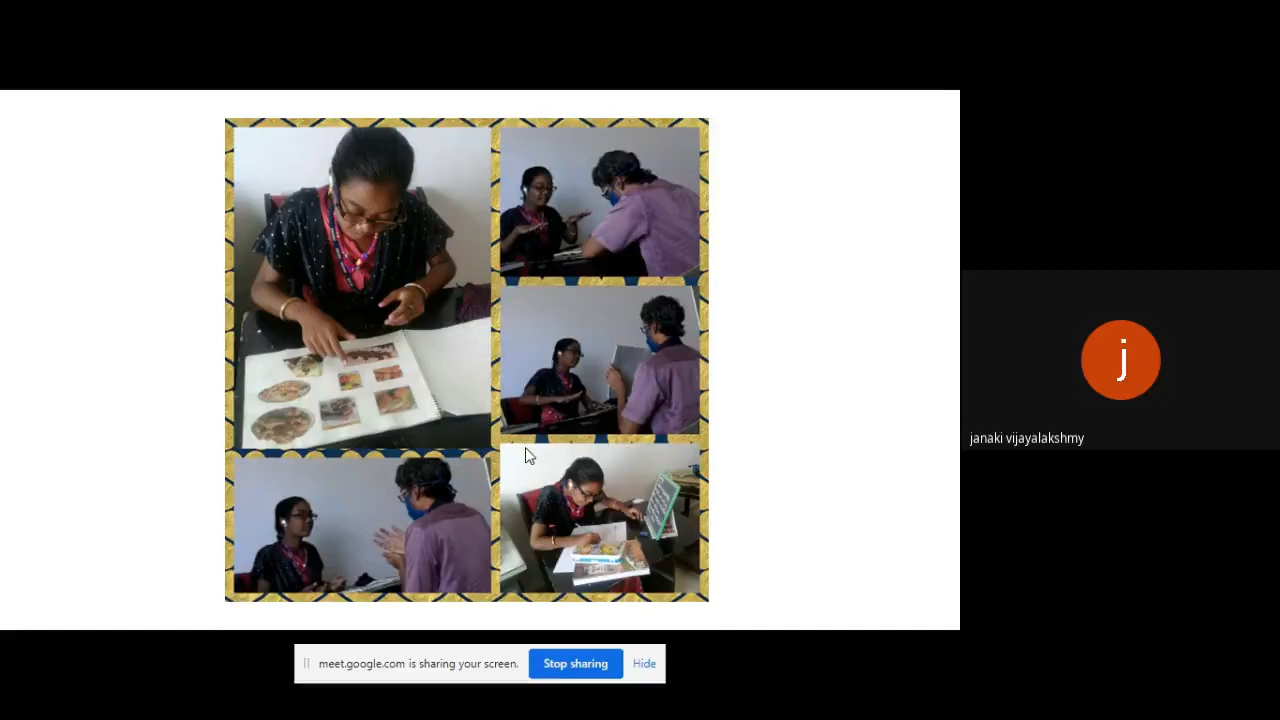 j
janaki vijayalakshmy
meet.google.com is sharing your screen.
Stop sharing
Hide